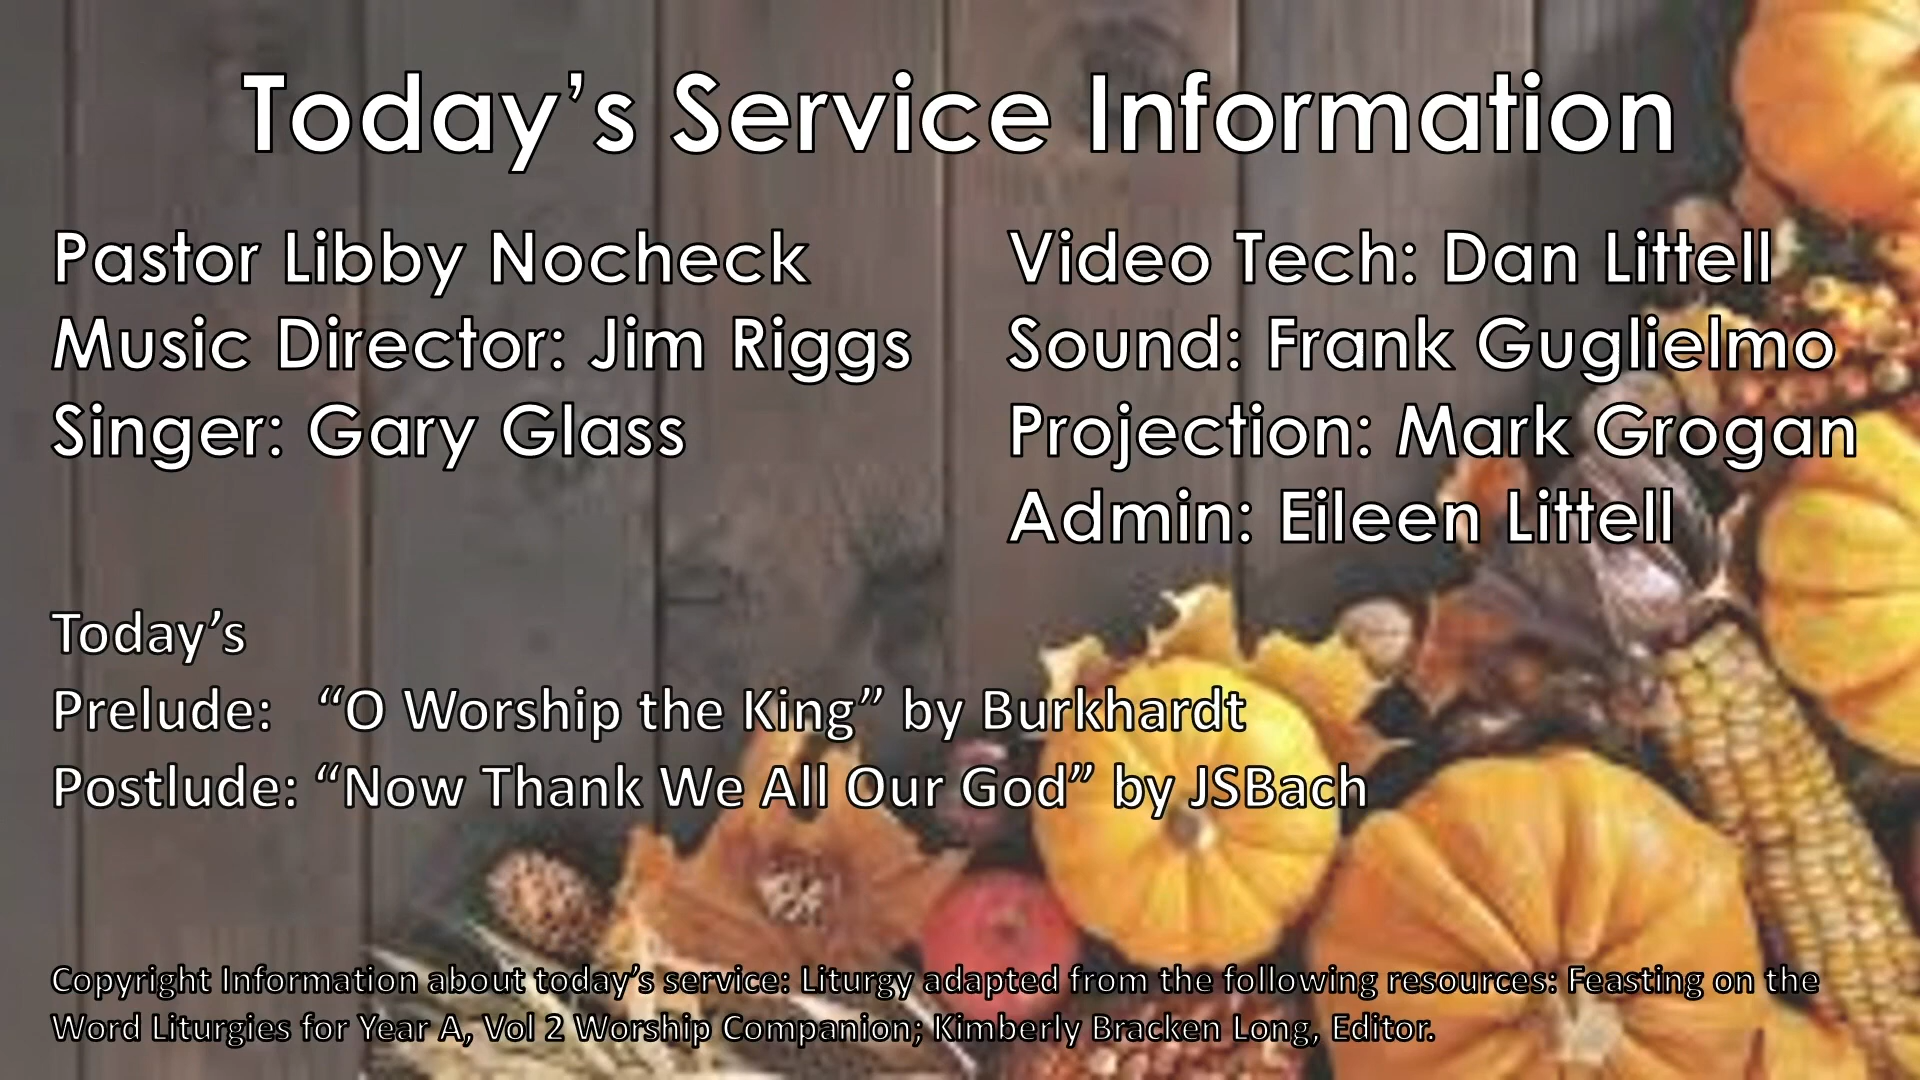 Today’s Service Information
Pastor Libby Nocheck
Music Director: Jim Riggs
Singer: Gary Glass
Video Tech: Dan Littell
Sound: Frank Guglielmo
Projection: Mark Grogan
Admin: Eileen Littell
Today’s
Prelude: “O Worship the King” by Burkhardt
Postlude: “Now Thank We All Our God” by JSBach
Copyright Information about today’s service: Liturgy adapted from the following resources: Feasting on the
Word Liturgies for Year A, Vol 2 Worship Companion; Kimberly Bracken Long, Editor.